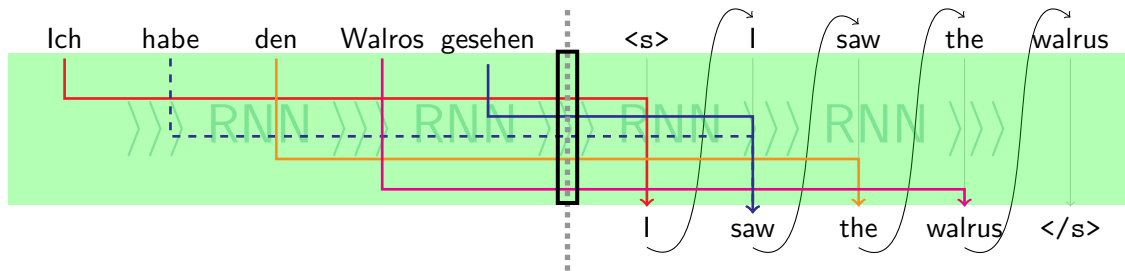 Ich habe den Walros gesehen <s> I saw the walrus
⟩⟩⟩ RNN ⟩⟩⟩ RNN ⟩⟩⟩ RNN ⟩⟩⟩ RNN ⟩⟩⟩
I saw the walrus </s>